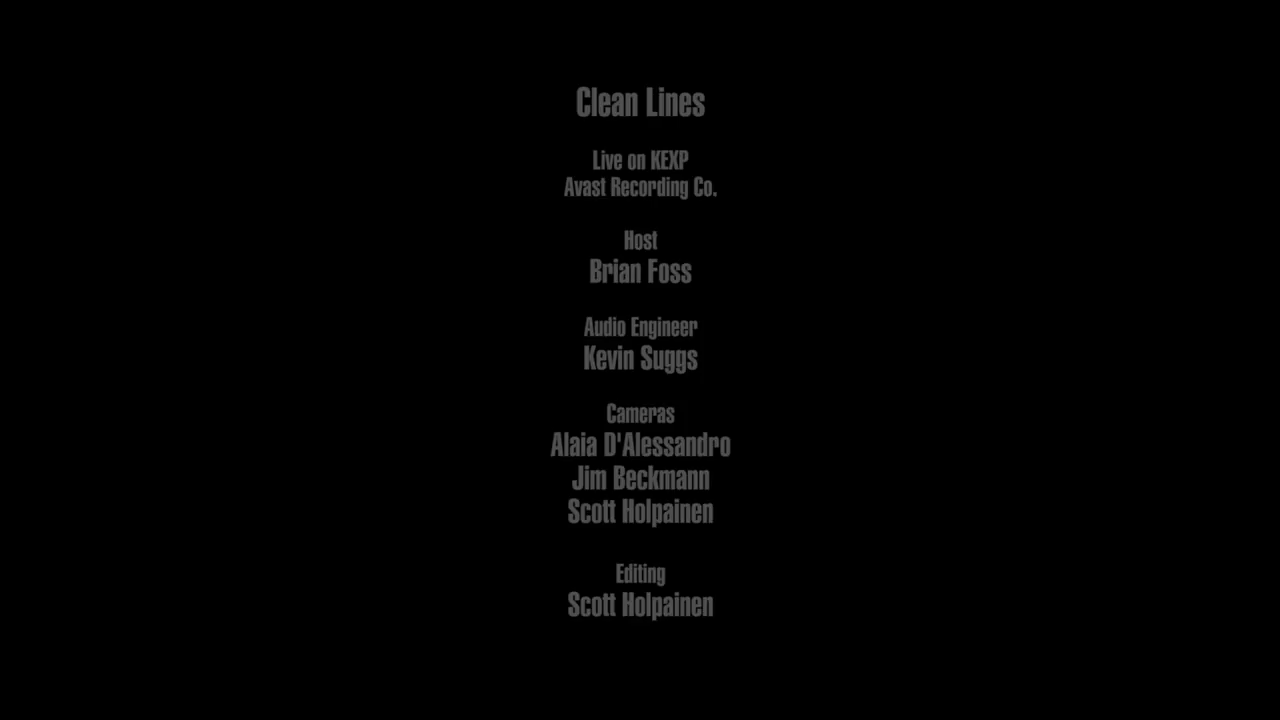 Clean Lines
Live on KEXP
Avast Recording Co.
Host
Brian Foss
Audio Engineer
Kevin Suggs
Cameras
Alaia D'Alessandro
Jim Beckmann
Scott Holpainen
Editing
Scott Holpainen